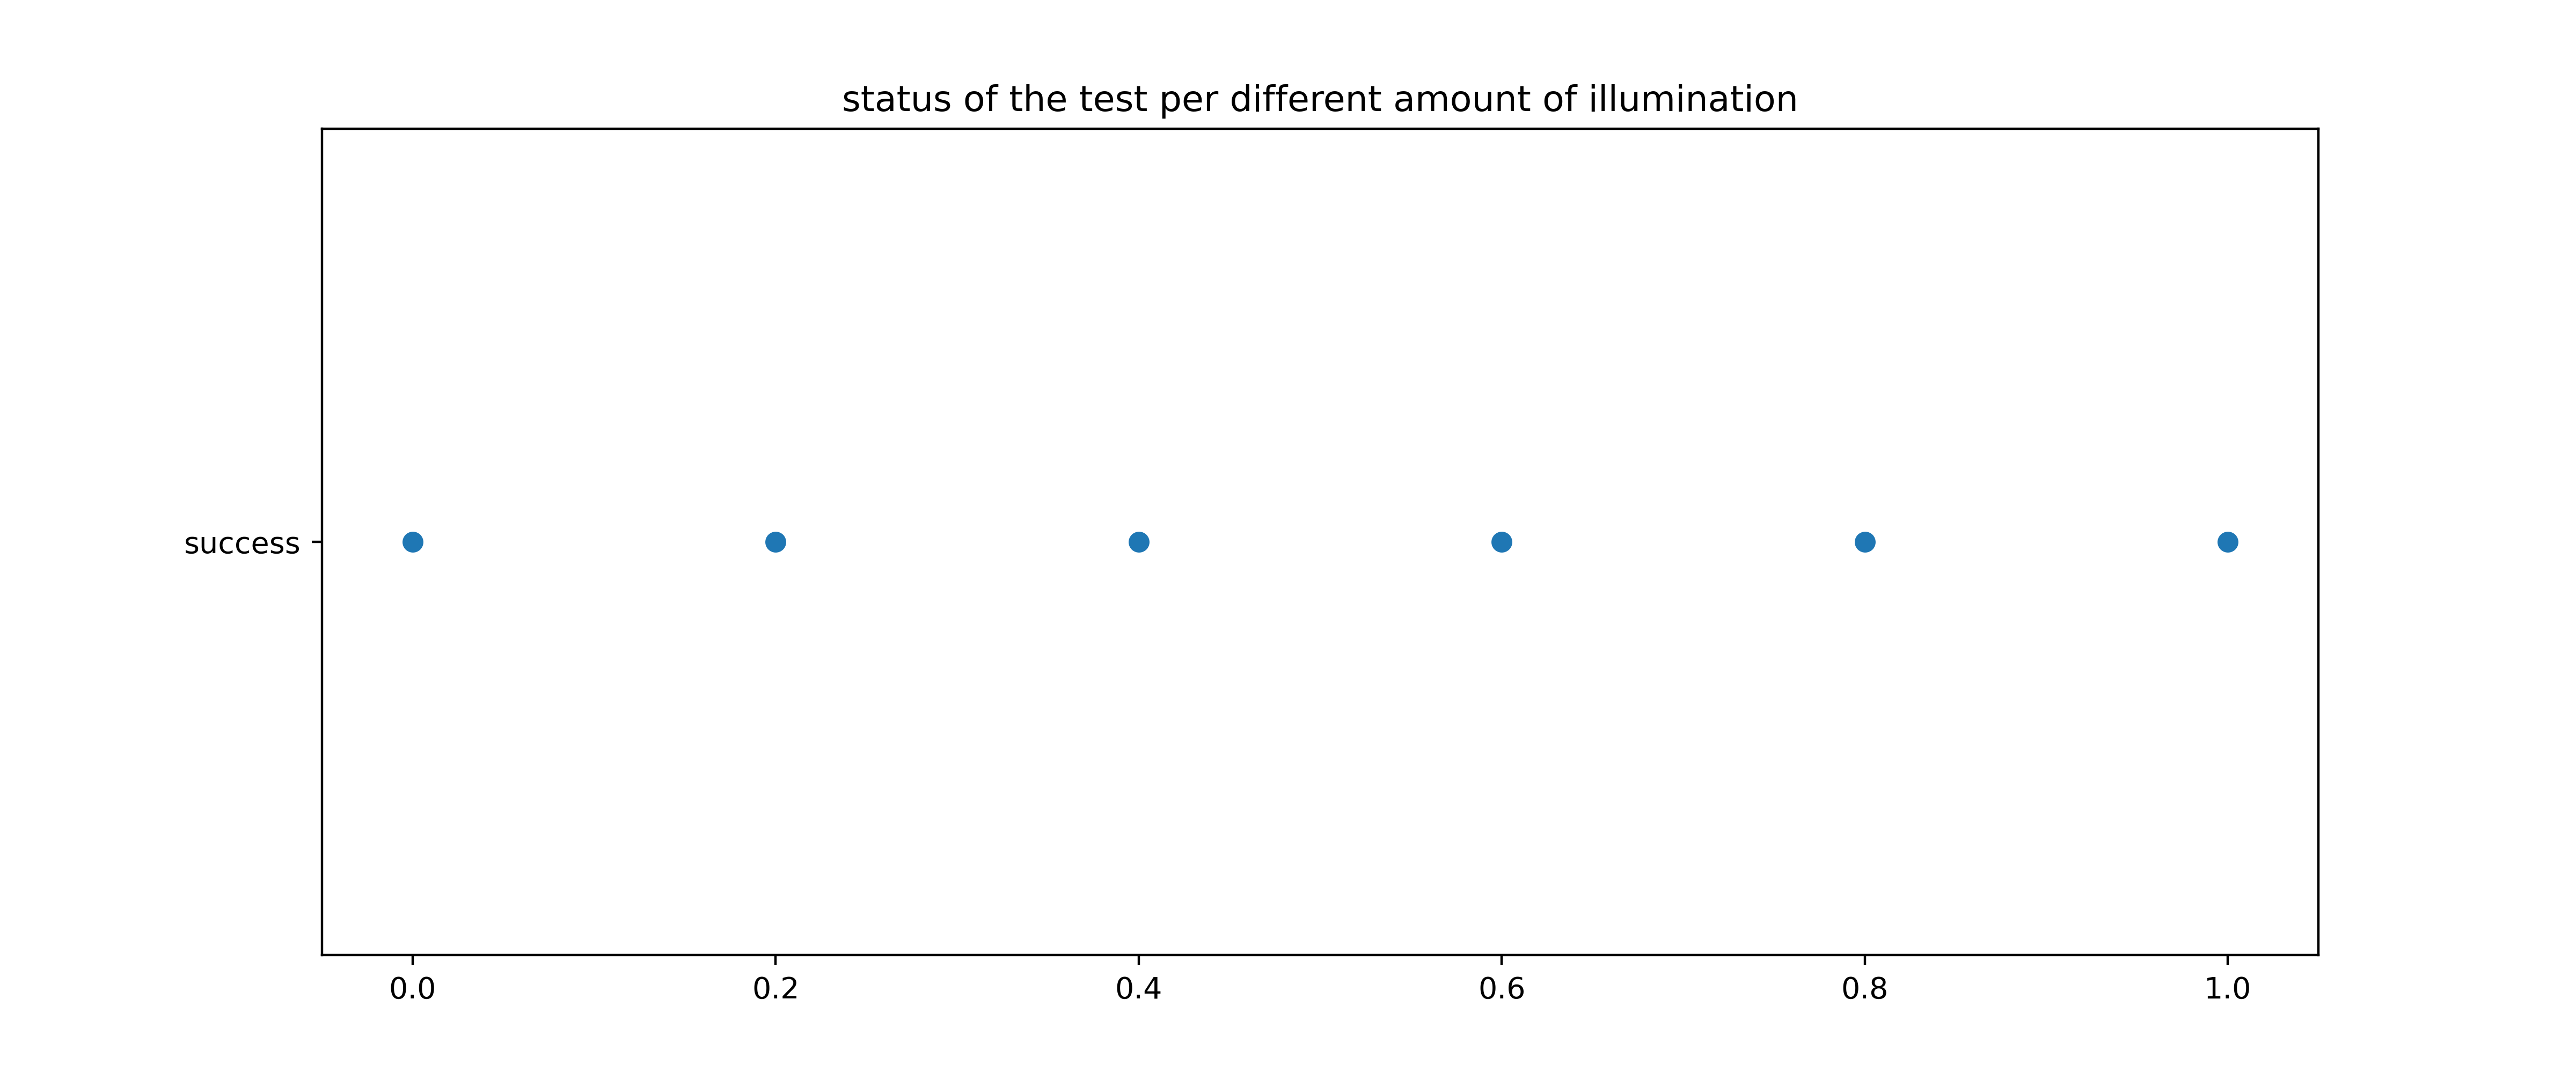 status of the test per different amount of illumination
success
0.0 0.2 0.4 0.6 0.8 1.0